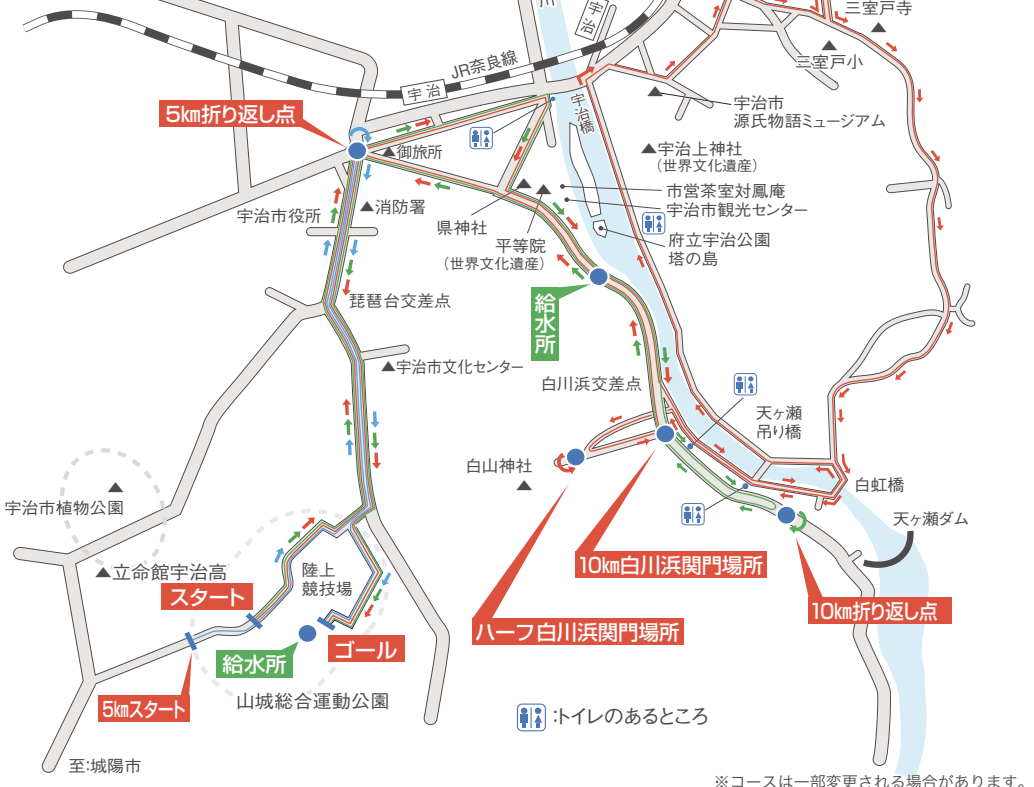 川
宇治
三室戸寺
三室戸小
JR奈良線
宇治
5km折り返し点
宇治橋
宇治市
源氏物語ミュージアム
御旅所
宇治上神社
(世界文化遺産)
市営茶室対鳳庵
宇治市観光センター
消防署
宇治市役所
県神社
平等院
(世界文化遺産)
府立宇治公園
塔の島
琵琶台交差点
給水所
宇治市文化センター
白川浜交差点
天ヶ瀬
吊り橋
白山神社
白虹橋
宇治市植物公園
天ヶ瀬ダム
立命館宇治高
陸上
競技場
10km白川浜関門場所
スタート
10km折り返し点
ハーフ白川浜関門場所
ゴール
給水所
5kmスタート
山城総合運動公園
:トイレのあるところ
至:城陽市
※コースは一部変更される場合があります。